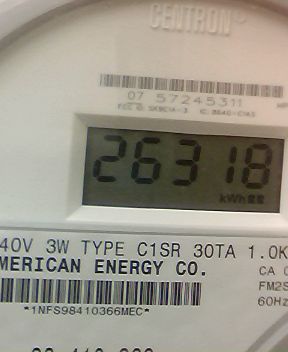 CENTRON®
07 57245311
26318
kWh
40V 3W TYPE C1SR 30TA 1.0K
MERICAN ENERGY CO.
CA 0
FM2S
60Hz
*1NFS98410366MEC*